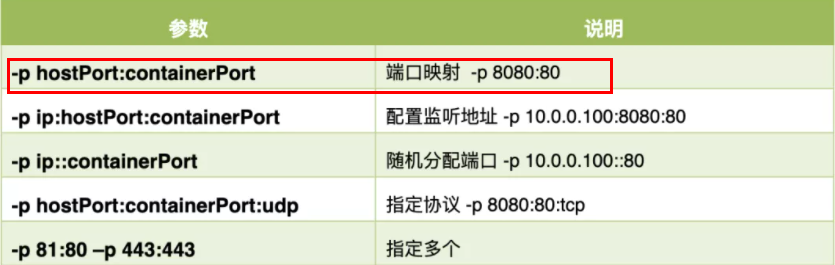 参数 说明
-p hostPort:containerPort 端口映射 -p 8080:80
-p ip:hostPort:containerPort 配置监听地址 -p 10.0.0.100:8080:80
-p ip::containerPort 随机分配端口 -p 10.0.0.100::80
-p hostPort:containerPort:udp 指定协议 -p 8080:80:tcp
-p 81:80 –p 443:443 指定多个